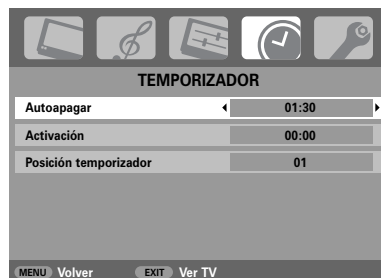 TEMPORIZADOR
Autoapagar 01:30
Activación 00:00
Posición temporizador 01
MENU Volver EXIT Ver TV